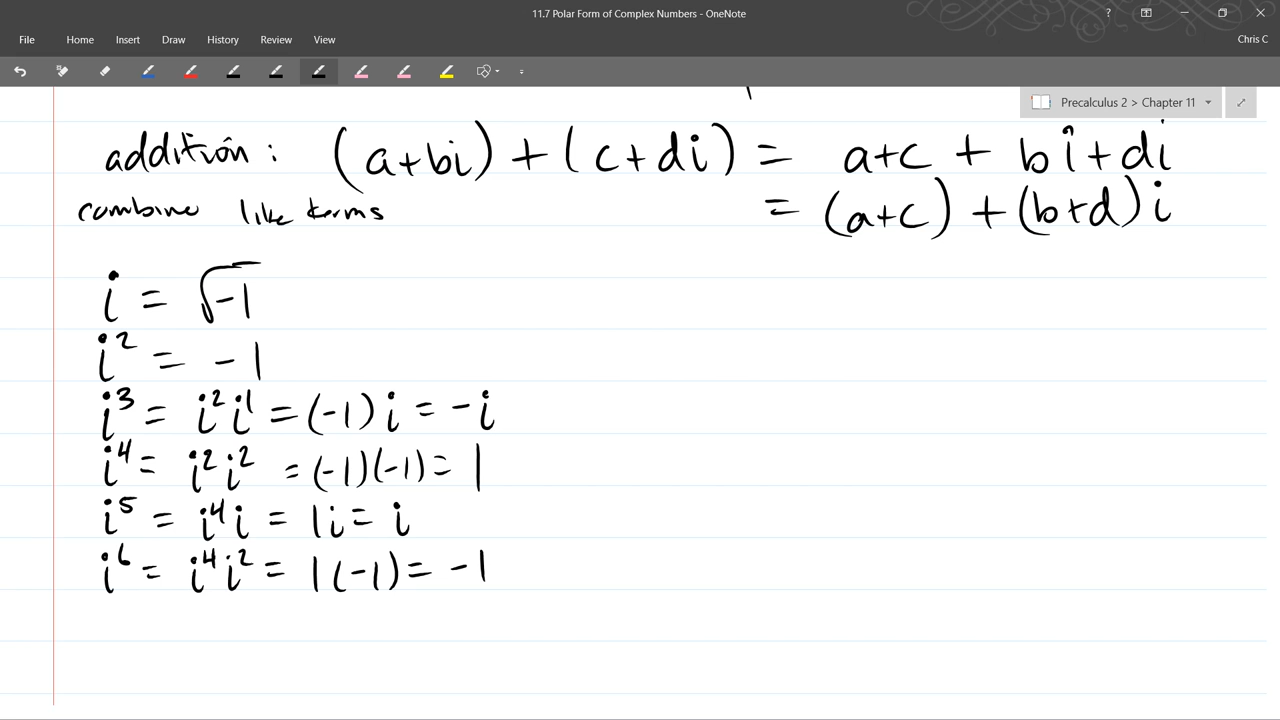 11.7 Polar Form of Complex Numbers - OneNote
File Home Insert Draw History Review View Chris C
Precalculus 2 > Chapter 11
addition: (a+bi) + (c+di) = a+c + bi+di
combine like terms = (a+c) + (b+d)i
i = √-1
i² = -1
i³ = i²i¹ = (-1)i = -i
i⁴ = i²i² = (-1)(-1) = 1
i⁵ = i⁴i = 1i = i
i⁶ = i⁴i² = 1(-1) = -1